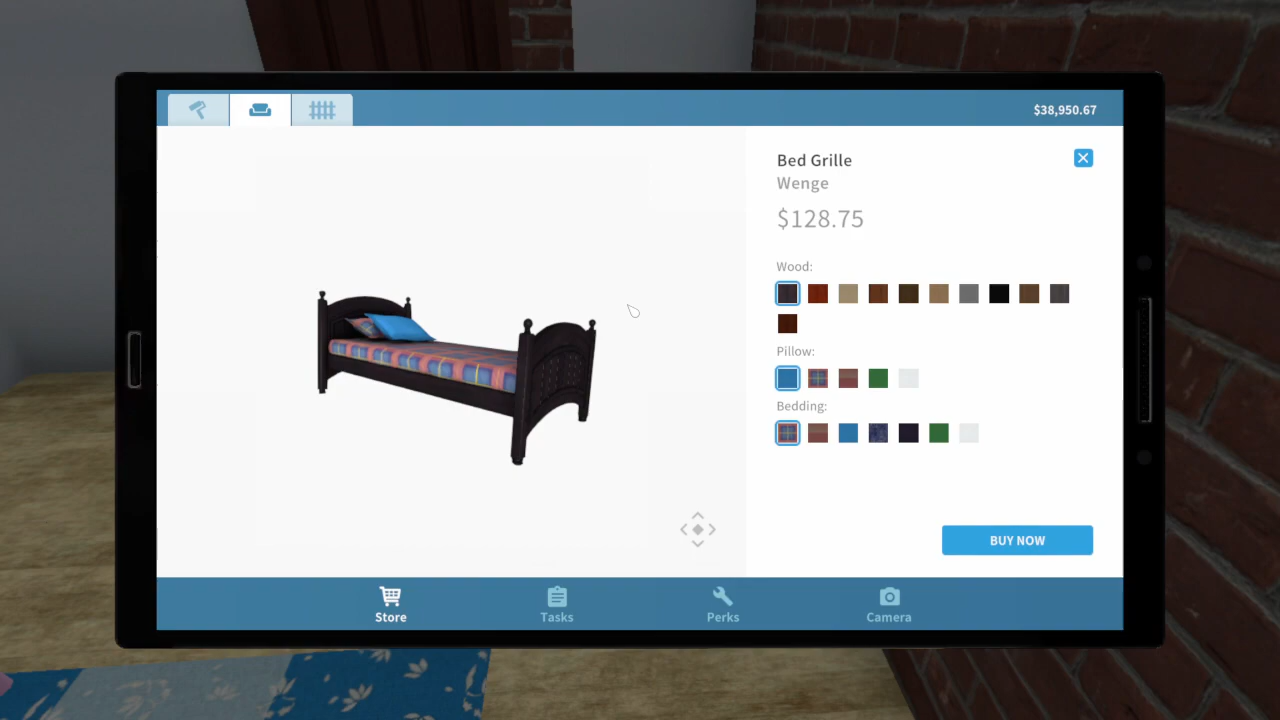 $38,950.67
Bed Grille
Wenge
$128.75
Wood:
Pillow:
Bedding:
BUY NOW
Store
Tasks
Perks
Camera